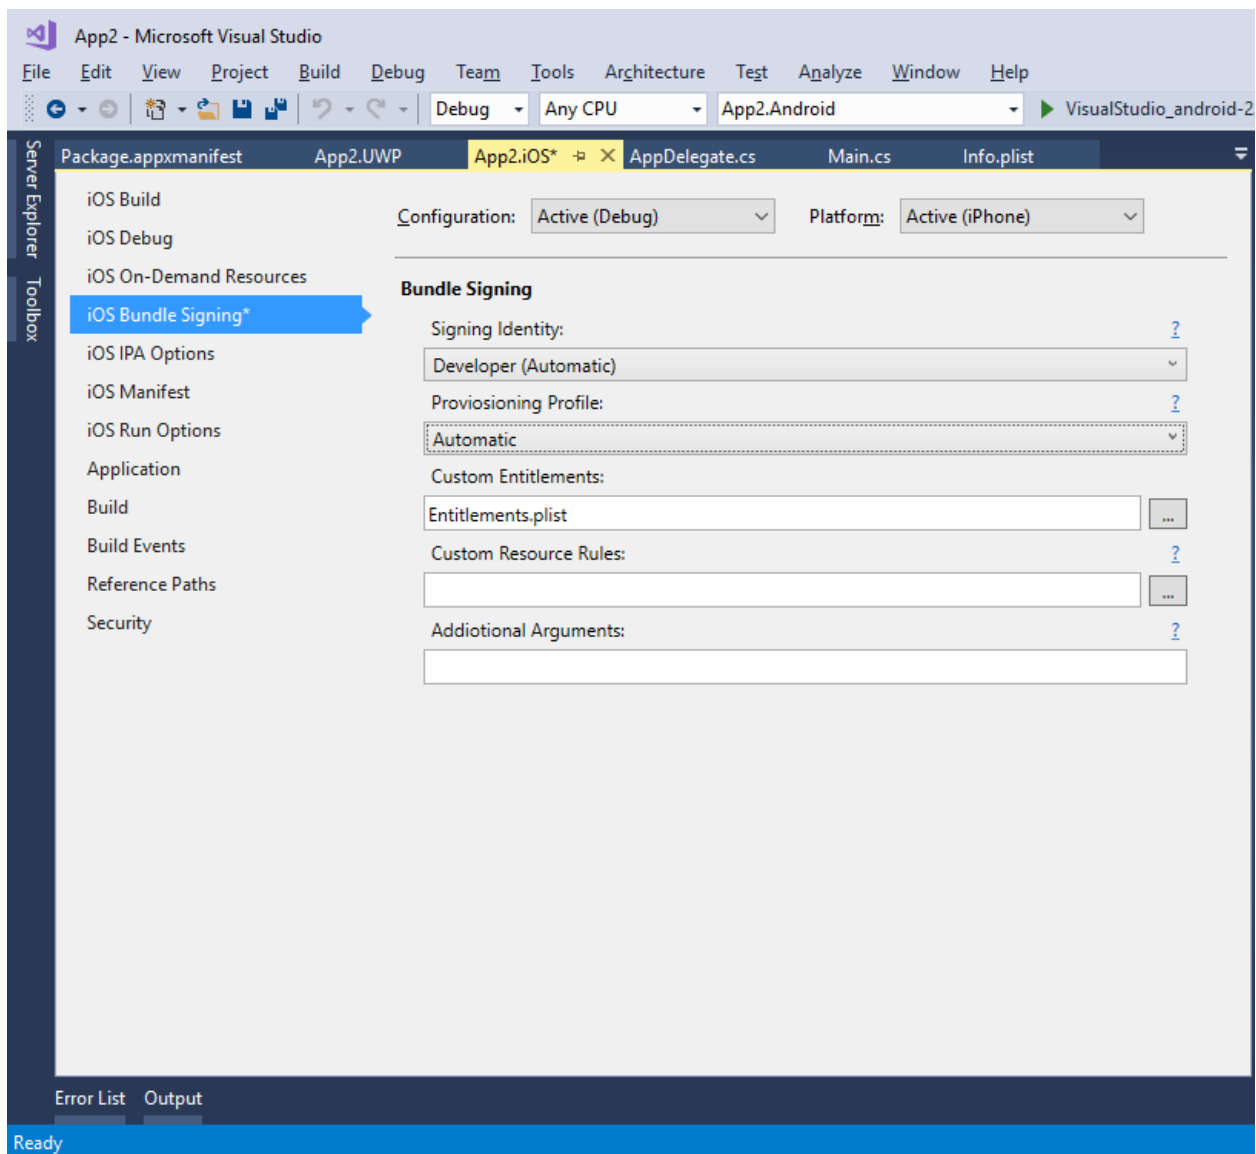 App2 - Microsoft Visual Studio
File Edit View Project Build Debug Team Tools Architecture Test Analyze Window Help
Debug Any CPU App2.Android VisualStudio_android-2
Server Explorer
Toolbox
Package.appxmanifest App2.UWP App2.iOS* AppDelegate.cs Main.cs Info.plist
iOS Build
iOS Debug
iOS On-Demand Resources
iOS Bundle Signing*
iOS IPA Options
iOS Manifest
iOS Run Options
Application
Build
Build Events
Reference Paths
Security
Configuration: Active (Debug) Platform: Active (iPhone)
Bundle Signing
Signing Identity: ?
Developer (Automatic)
Proviosioning Profile: ?
Automatic
Custom Entitlements:
Entitlements.plist ...
Custom Resource Rules: ?
...
Addiotional Arguments: ?
Error List Output
Ready